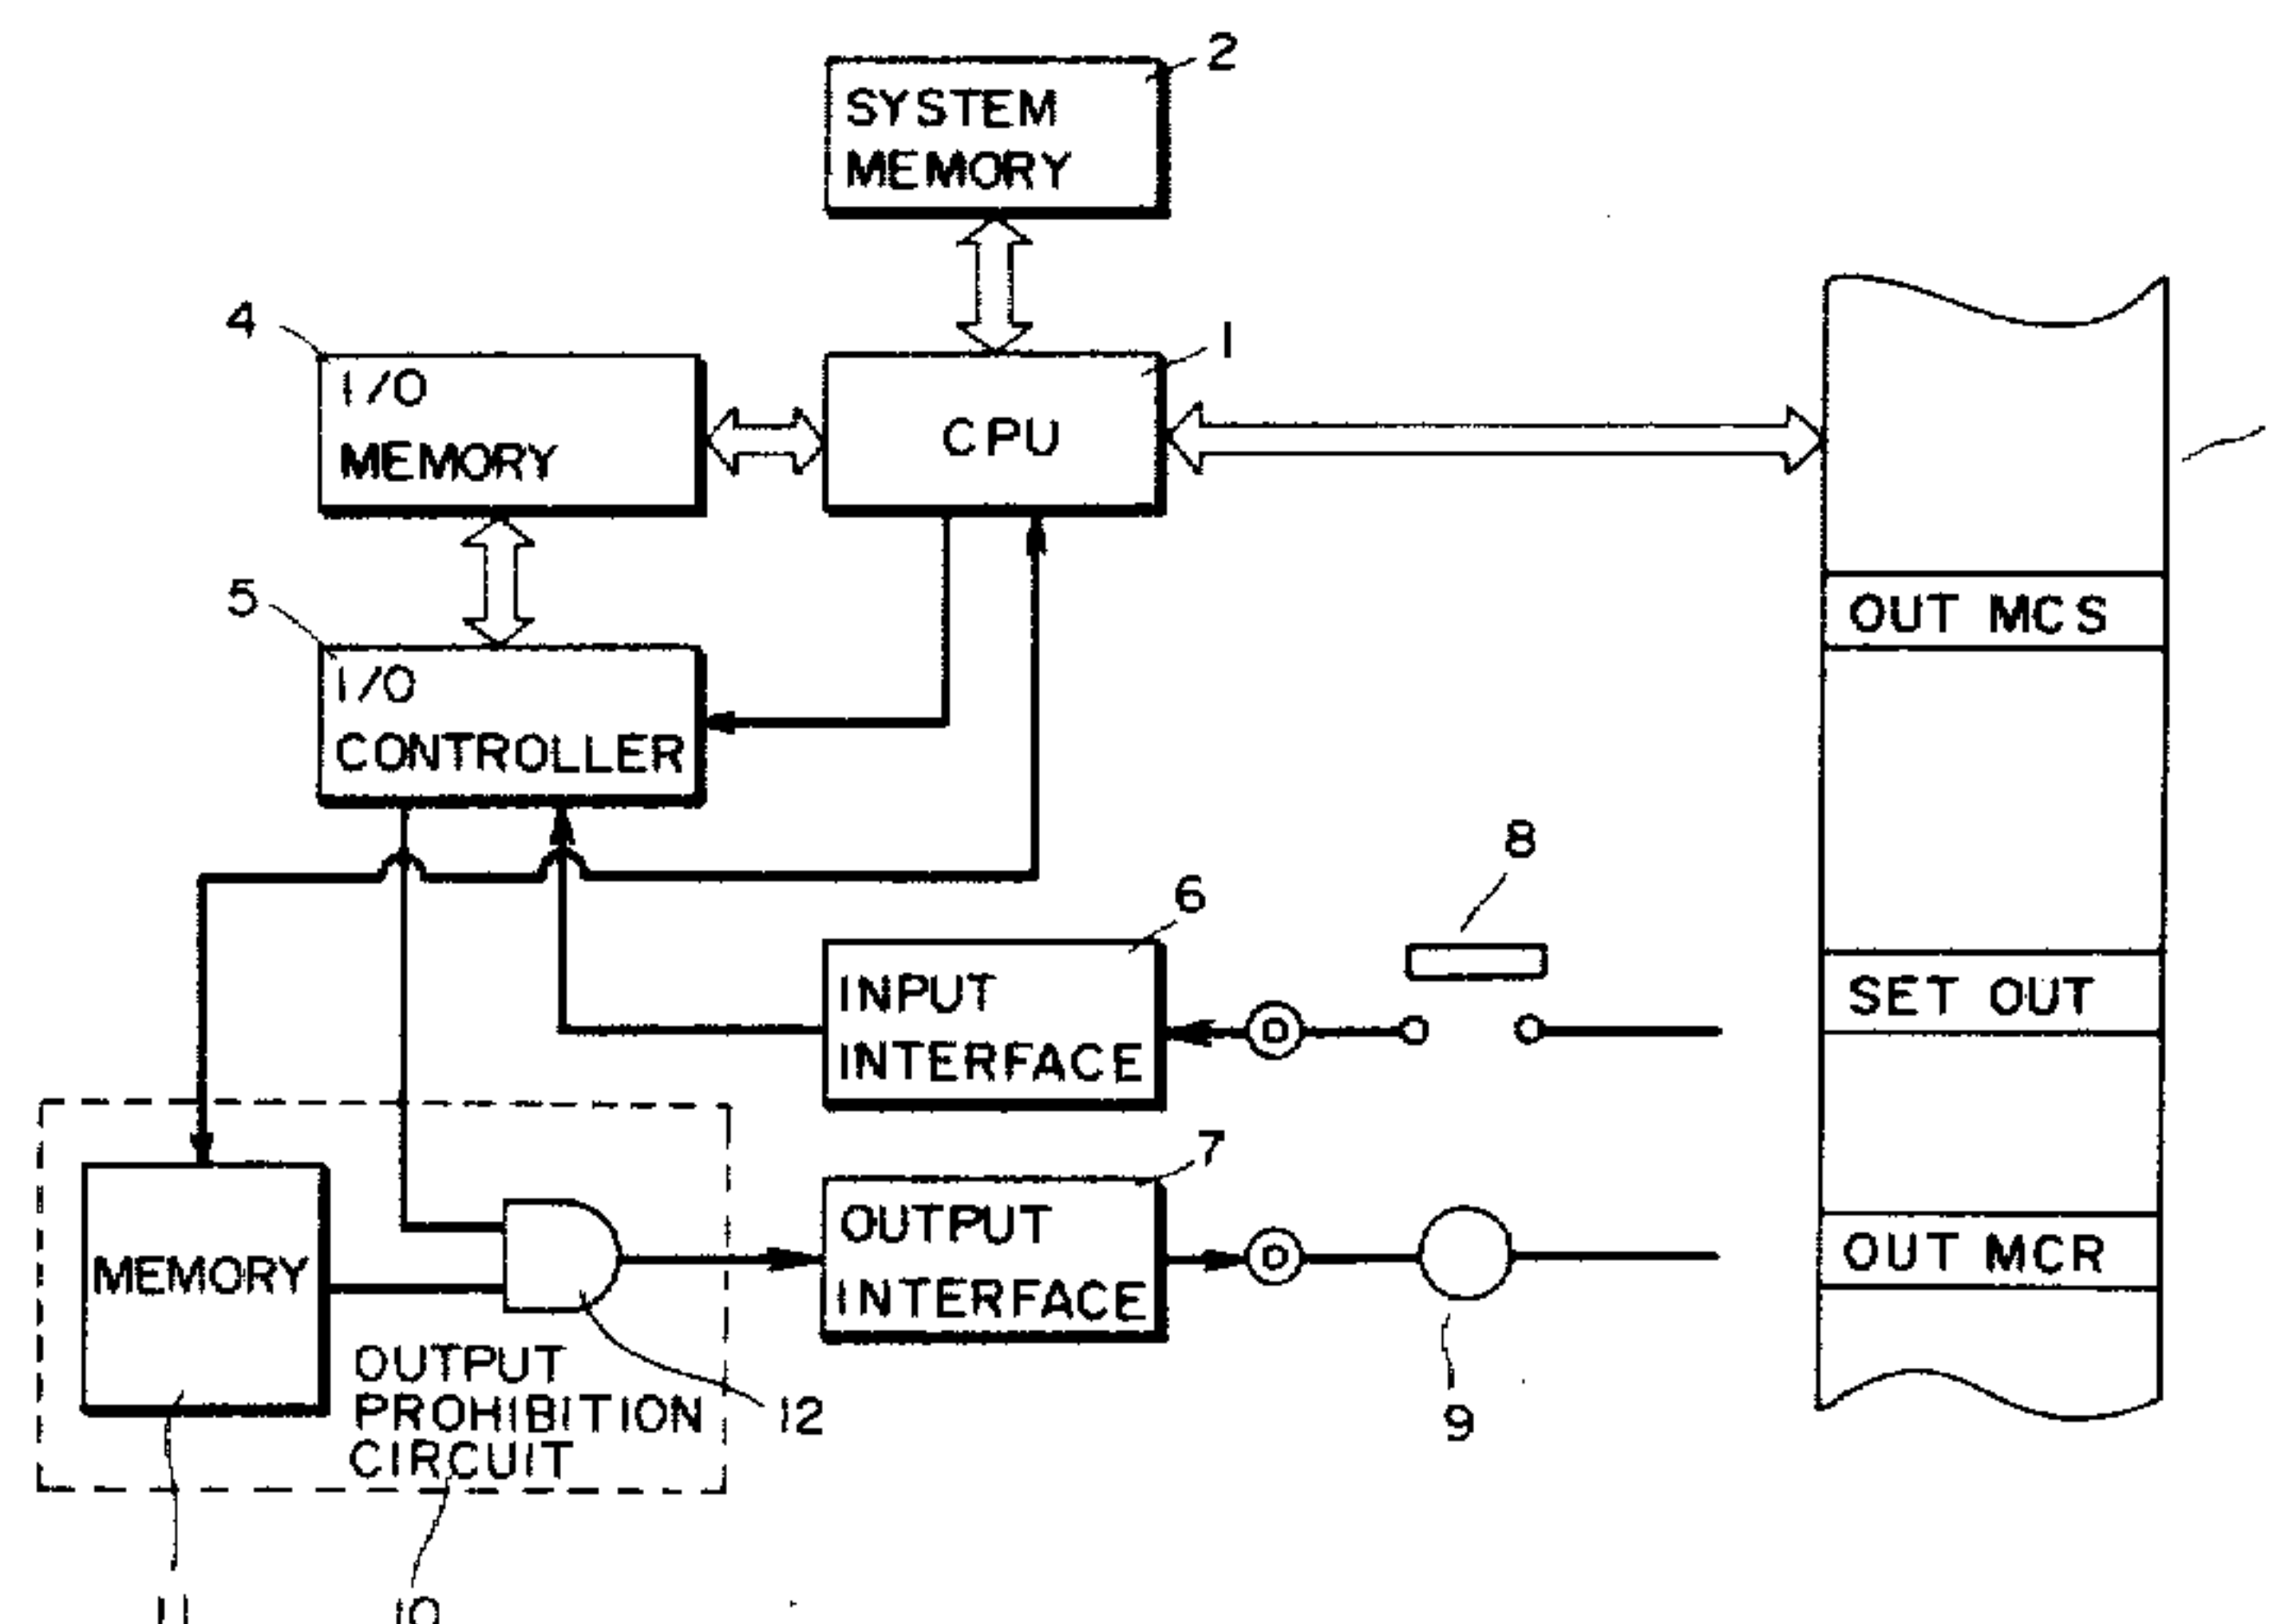 2
SYSTEM
MEMORY
4
I/O
MEMORY
1
CPU
5
I/O
CONTROLLER
OUT MCS
8
6
INPUT
INTERFACE
SET OUT
7
OUTPUT
INTERFACE
OUT MCR
MEMORY
OUTPUT
PROHIBITION
CIRCUIT
12
9
11
10